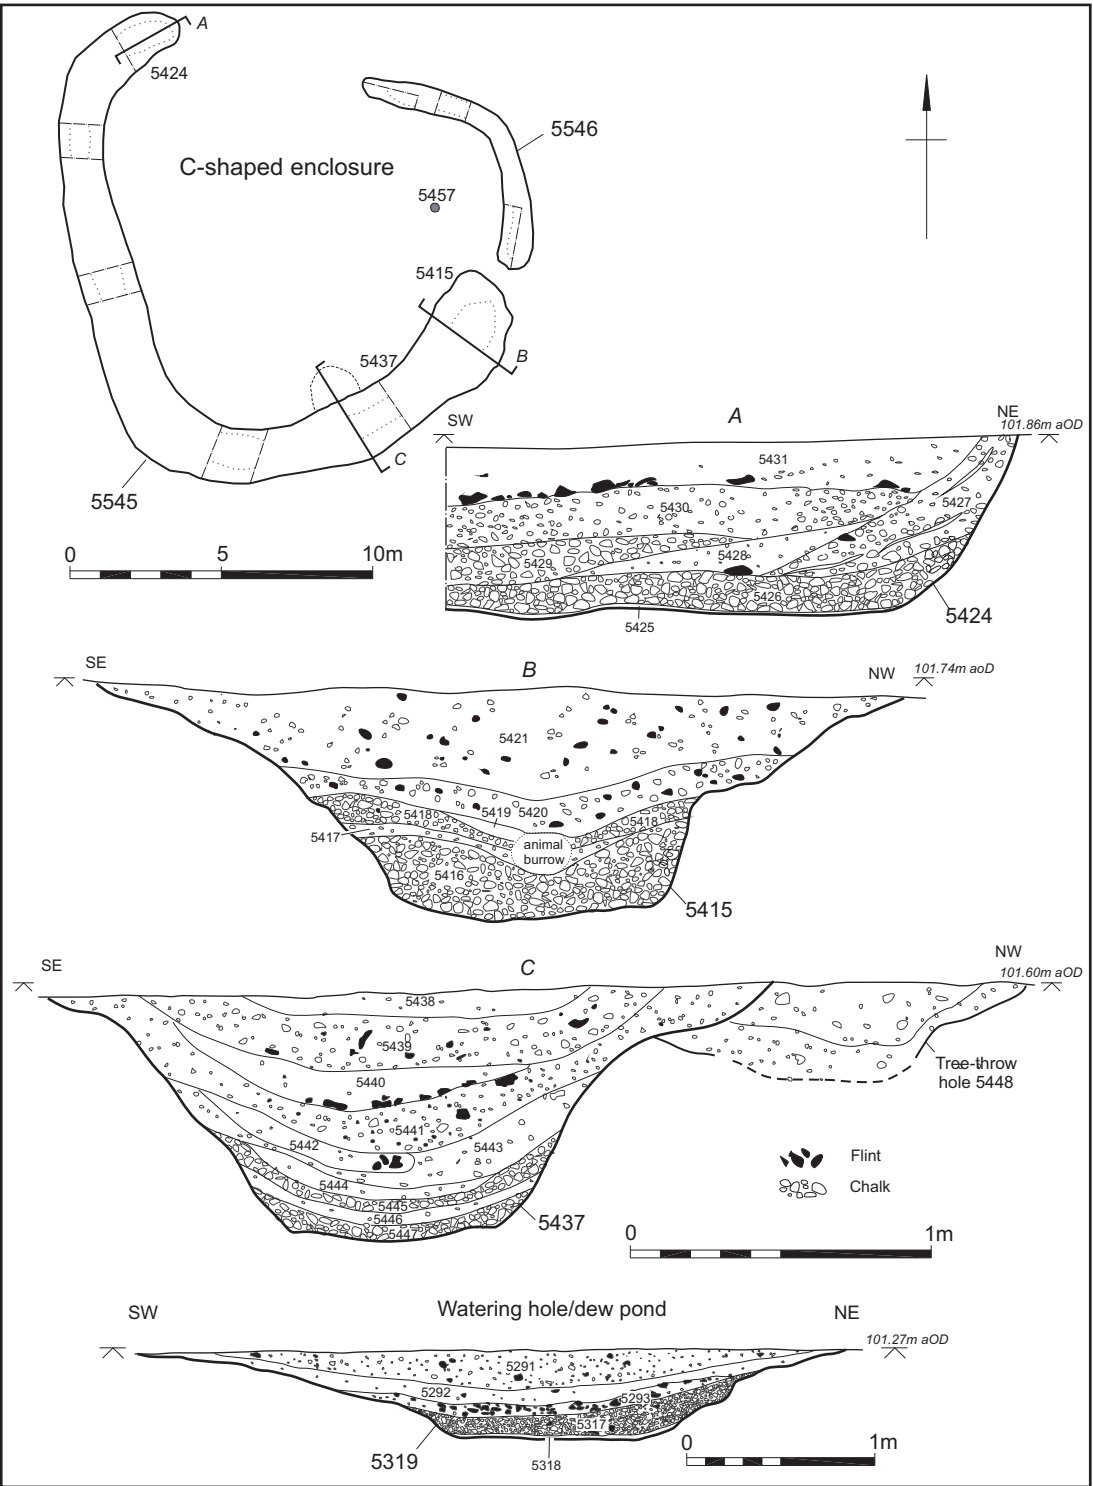 A
5424
5546
C-shaped enclosure
5457
5415
5437
B
C
5545
0 5 10m
A
SW
NE
101.86m aOD
5431
5430
5427
5428
5429
5426
5425
5424
B
SE
NW
101.74m aoD
5421
5419 5420
5418
5418
5417
animal
burrow
5416
5415
C
SE
NW
101.60m aOD
5438
5439
5440
5441
5442
5443
5444
5445
5446
5447
5437
Tree-throw
hole 5448
Flint
Chalk
0 1m
Watering hole/dew pond
SW
NE
101.27m aOD
5291
5292
5293
5317
5319
5318
0 1m